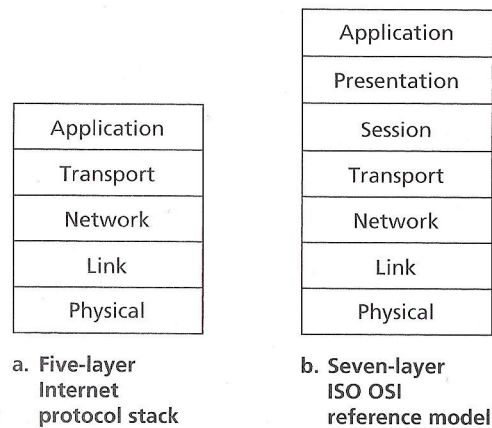 Application
Transport
Network
Link
Physical
a. Five-layer
Internet
protocol stack
Application
Presentation
Session
Transport
Network
Link
Physical
b. Seven-layer
ISO OSI
reference model